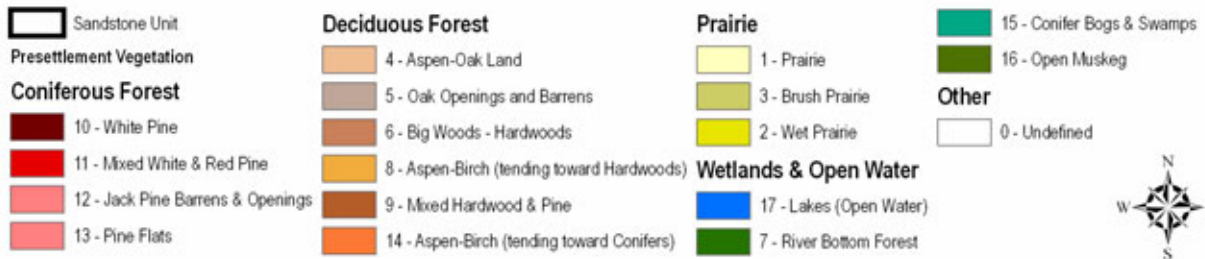 Sandstone Unit
Presettlement Vegetation
Coniferous Forest
10 - White Pine
11 - Mixed White & Red Pine
12 - Jack Pine Barrens & Openings
13 - Pine Flats
Deciduous Forest
4 - Aspen-Oak Land
5 - Oak Openings and Barrens
6 - Big Woods - Hardwoods
8 - Aspen-Birch (tending toward Hardwoods)
9 - Mixed Hardwood & Pine
14 - Aspen-Birch (tending toward Conifers)
Prairie
1 - Prairie
3 - Brush Prairie
2 - Wet Prairie
Wetlands & Open Water
17 - Lakes (Open Water)
7 - River Bottom Forest
15 - Conifer Bogs & Swamps
16 - Open Muskeg
Other
0 - Undefined
N
W E
S